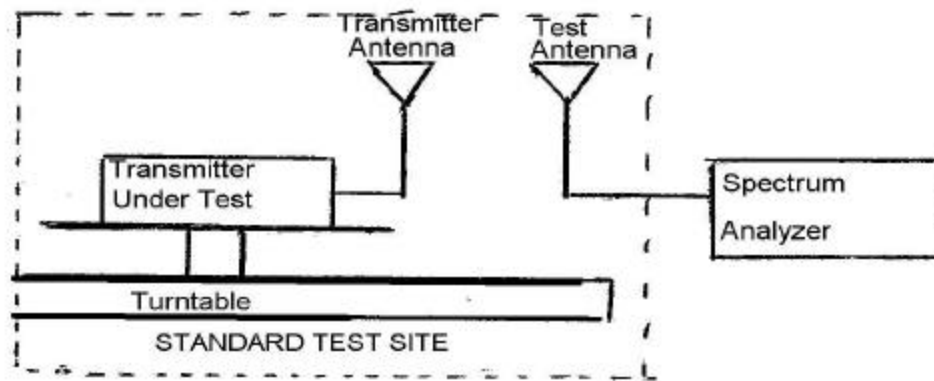 Transmitter
Antenna
Test
Antenna
Transmitter
Under Test
Spectrum
Analyzer
Turntable
STANDARD TEST SITE